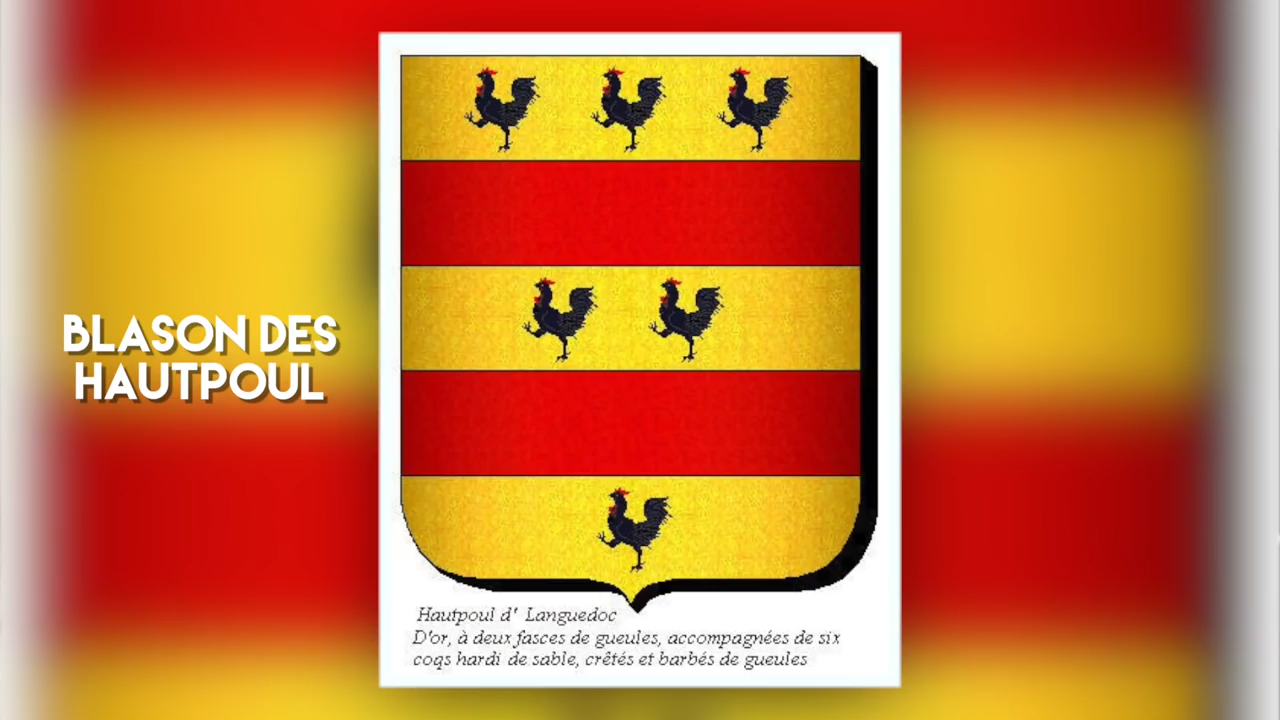 BLASON DES
HAUTPOUL
Hautpoul d' Languedoc
D'or, à deux fasces de gueules, accompagnées de six
coqs hardi de sable, crêtés et barbés de gueules